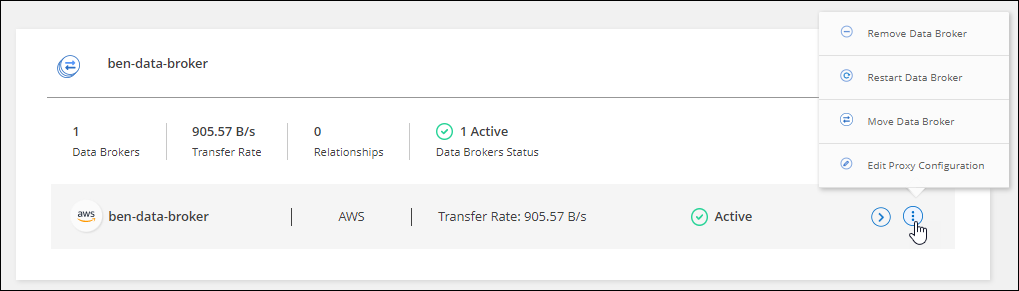 ben-data-broker
Remove Data Broker
Restart Data Broker
Move Data Broker
Edit Proxy Configuration
1
Data Brokers
905.57 B/s
Transfer Rate
0
Relationships
1 Active
Data Brokers Status
aws
ben-data-broker
AWS
Transfer Rate: 905.57 B/s
Active